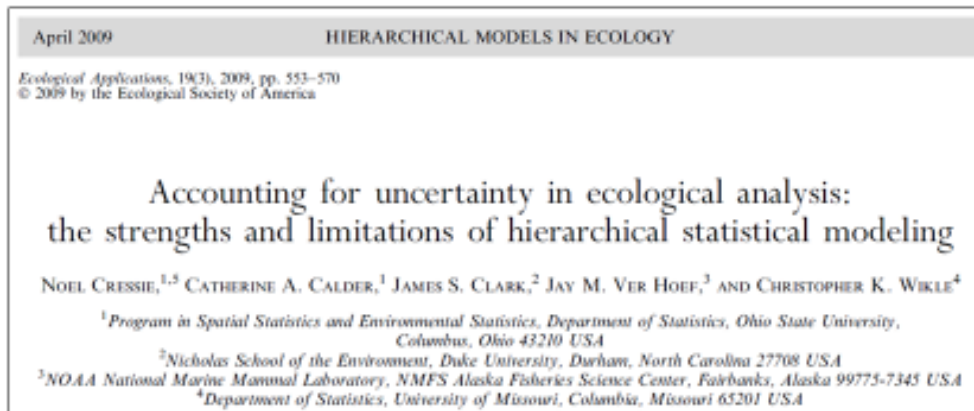 April 2009 HIERARCHICAL MODELS IN ECOLOGY
Ecological Applications, 19(3), 2009, pp. 553–570
© 2009 by the Ecological Society of America
Accounting for uncertainty in ecological analysis:
the strengths and limitations of hierarchical statistical modeling
Noel Cressie,1,5 Catherine A. Calder,1 James S. Clark,2 Jay M. Ver Hoef,3 and Christopher K. Wikle4
1Program in Spatial Statistics and Environmental Statistics, Department of Statistics, Ohio State University,
Columbus, Ohio 43210 USA
2Nicholas School of the Environment, Duke University, Durham, North Carolina 27708 USA
3NOAA National Marine Mammal Laboratory, NMFS Alaska Fisheries Science Center, Fairbanks, Alaska 99775-7345 USA
4Department of Statistics, University of Missouri, Columbia, Missouri 65201 USA